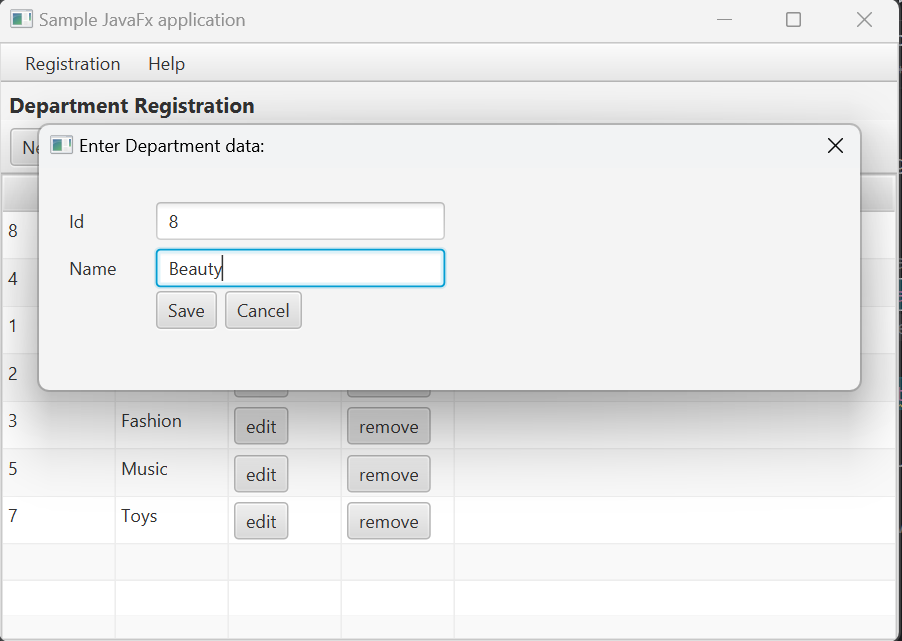 Sample JavaFx application
Registration Help
Department Registration
Enter Department data:
Id 8
Name Beauty
Save Cancel
8
4
1
2
3 Fashion edit remove
5 Music edit remove
7 Toys edit remove